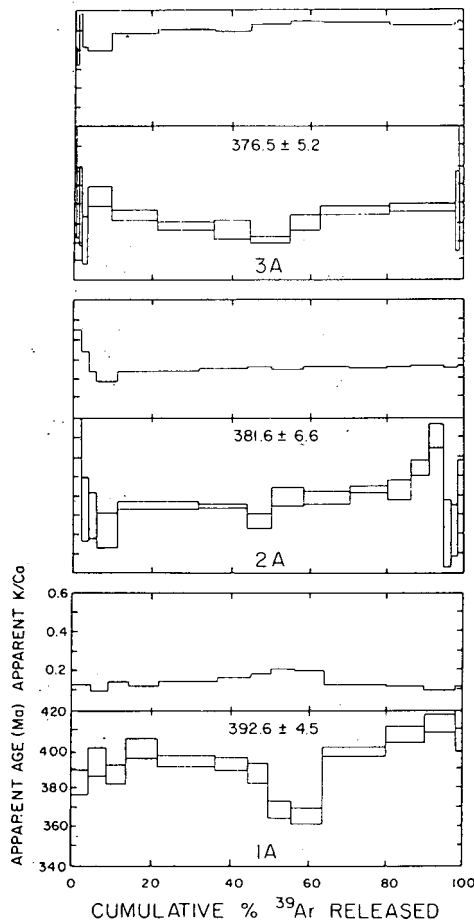 376.5 ± 5.2
3A
381.6 ± 6.6
2A
APPARENT K/Ca
0.6
0.4
0.2
392.6 ± 4.5
1A
APPARENT AGE (Ma)
420
400
380
360
340
0 20 40 60 80 100
CUMULATIVE % ³⁹Ar RELEASED